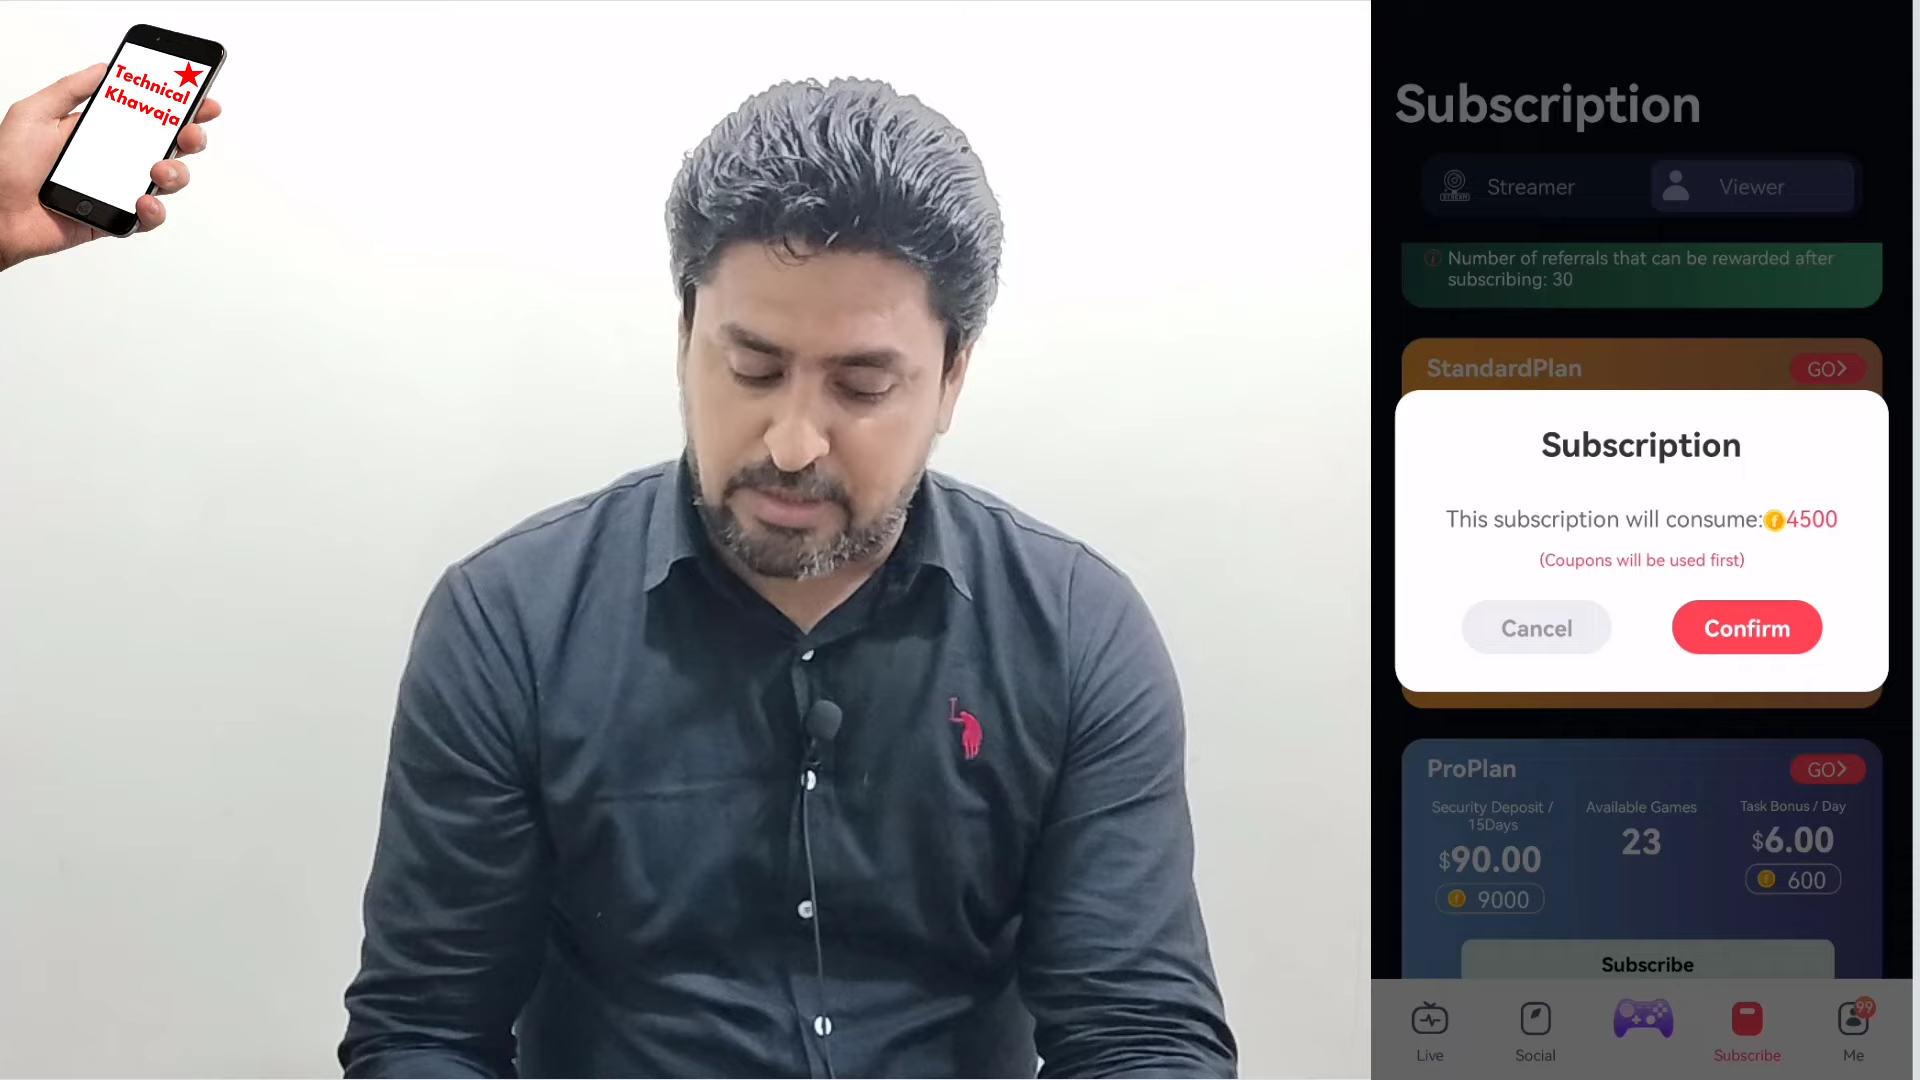 Technical
Khawaja
Subscription
STREAM
Streamer
Viewer
Number of referrals that can be rewarded after
subscribing: 30
StandardPlan
GO>
Subscription
This subscription will consume: 4500
(Coupons will be used first)
Cancel
Confirm
ProPlan
GO>
Security Deposit /
15Days
$90.00
9000
Available Games
23
Task Bonus / Day
$6.00
600
Subscribe
Live
Social
Subscribe
Me
99